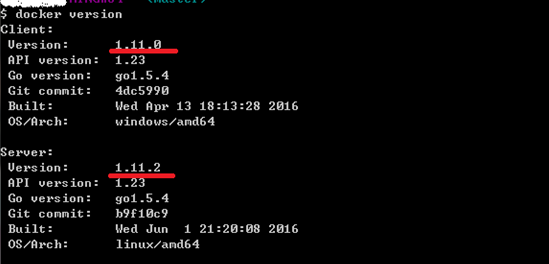 (master)
$ docker version
Client:
Version: 1.11.0
API version: 1.23
Go version: go1.5.4
Git commit: 4dc5990
Built: Wed Apr 13 18:13:28 2016
OS/Arch: windows/amd64
Server:
Version: 1.11.2
API version: 1.23
Go version: go1.5.4
Git commit: b9f10c9
Built: Wed Jun 1 21:20:08 2016
OS/Arch: linux/amd64